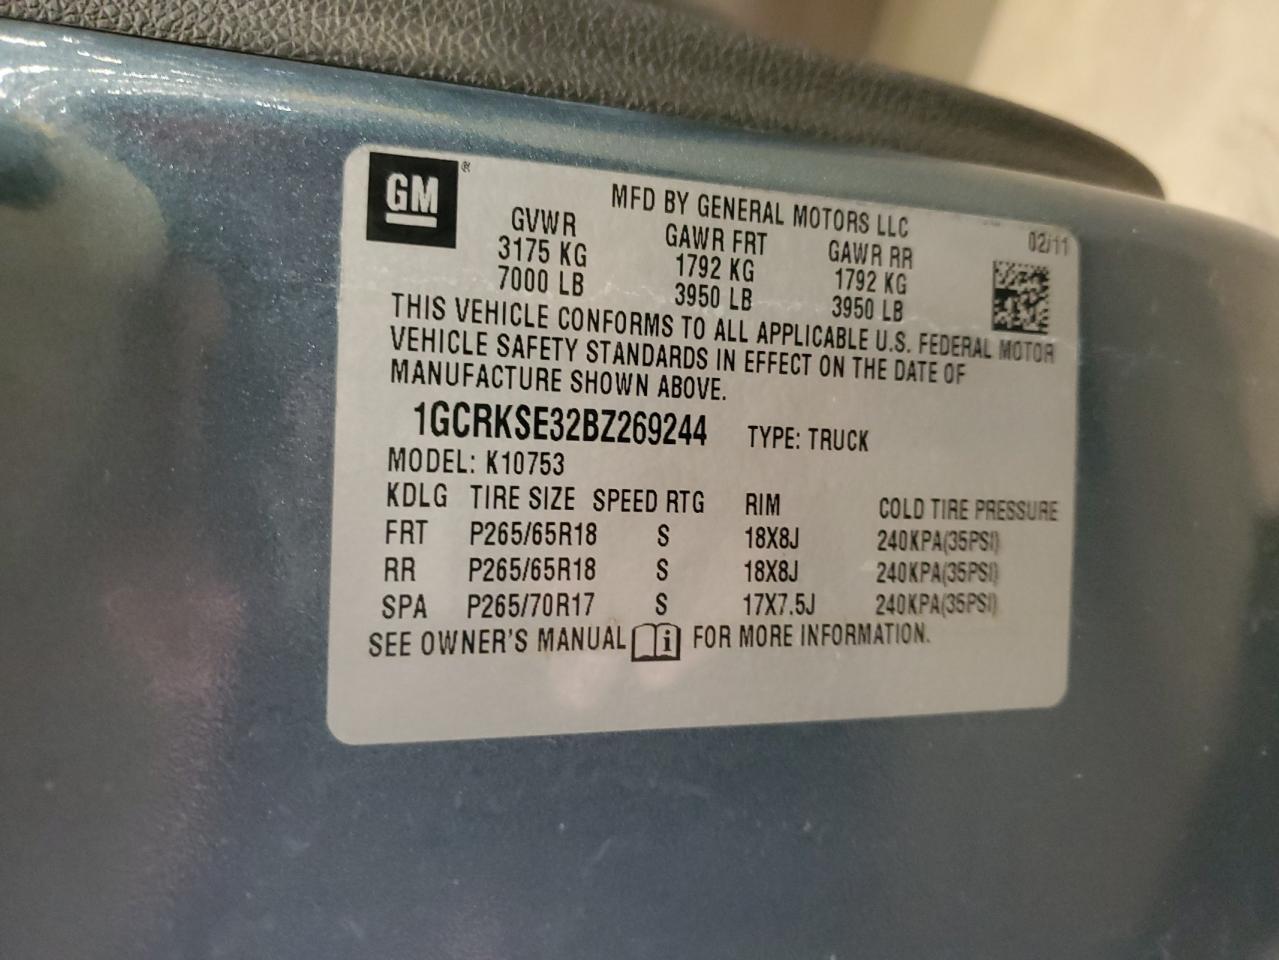 GM®
MFD BY GENERAL MOTORS LLC
02/11
GVWR GAWR FRT GAWR RR
3175 KG 1792 KG 1792 KG
7000 LB 3950 LB 3950 LB
THIS VEHICLE CONFORMS TO ALL APPLICABLE U.S. FEDERAL MOTOR
VEHICLE SAFETY STANDARDS IN EFFECT ON THE DATE OF
MANUFACTURE SHOWN ABOVE.
1GCRKSE32BZ269244 TYPE: TRUCK
MODEL: K10753
KDLG TIRE SIZE SPEED RTG RIM COLD TIRE PRESSURE
FRT P265/65R18 S 18X8J 240KPA(35PSI)
RR P265/65R18 S 18X8J 240KPA(35PSI)
SPA P265/70R17 S 17X7.5J 240KPA(35PSI)
SEE OWNER'S MANUAL i FOR MORE INFORMATION.